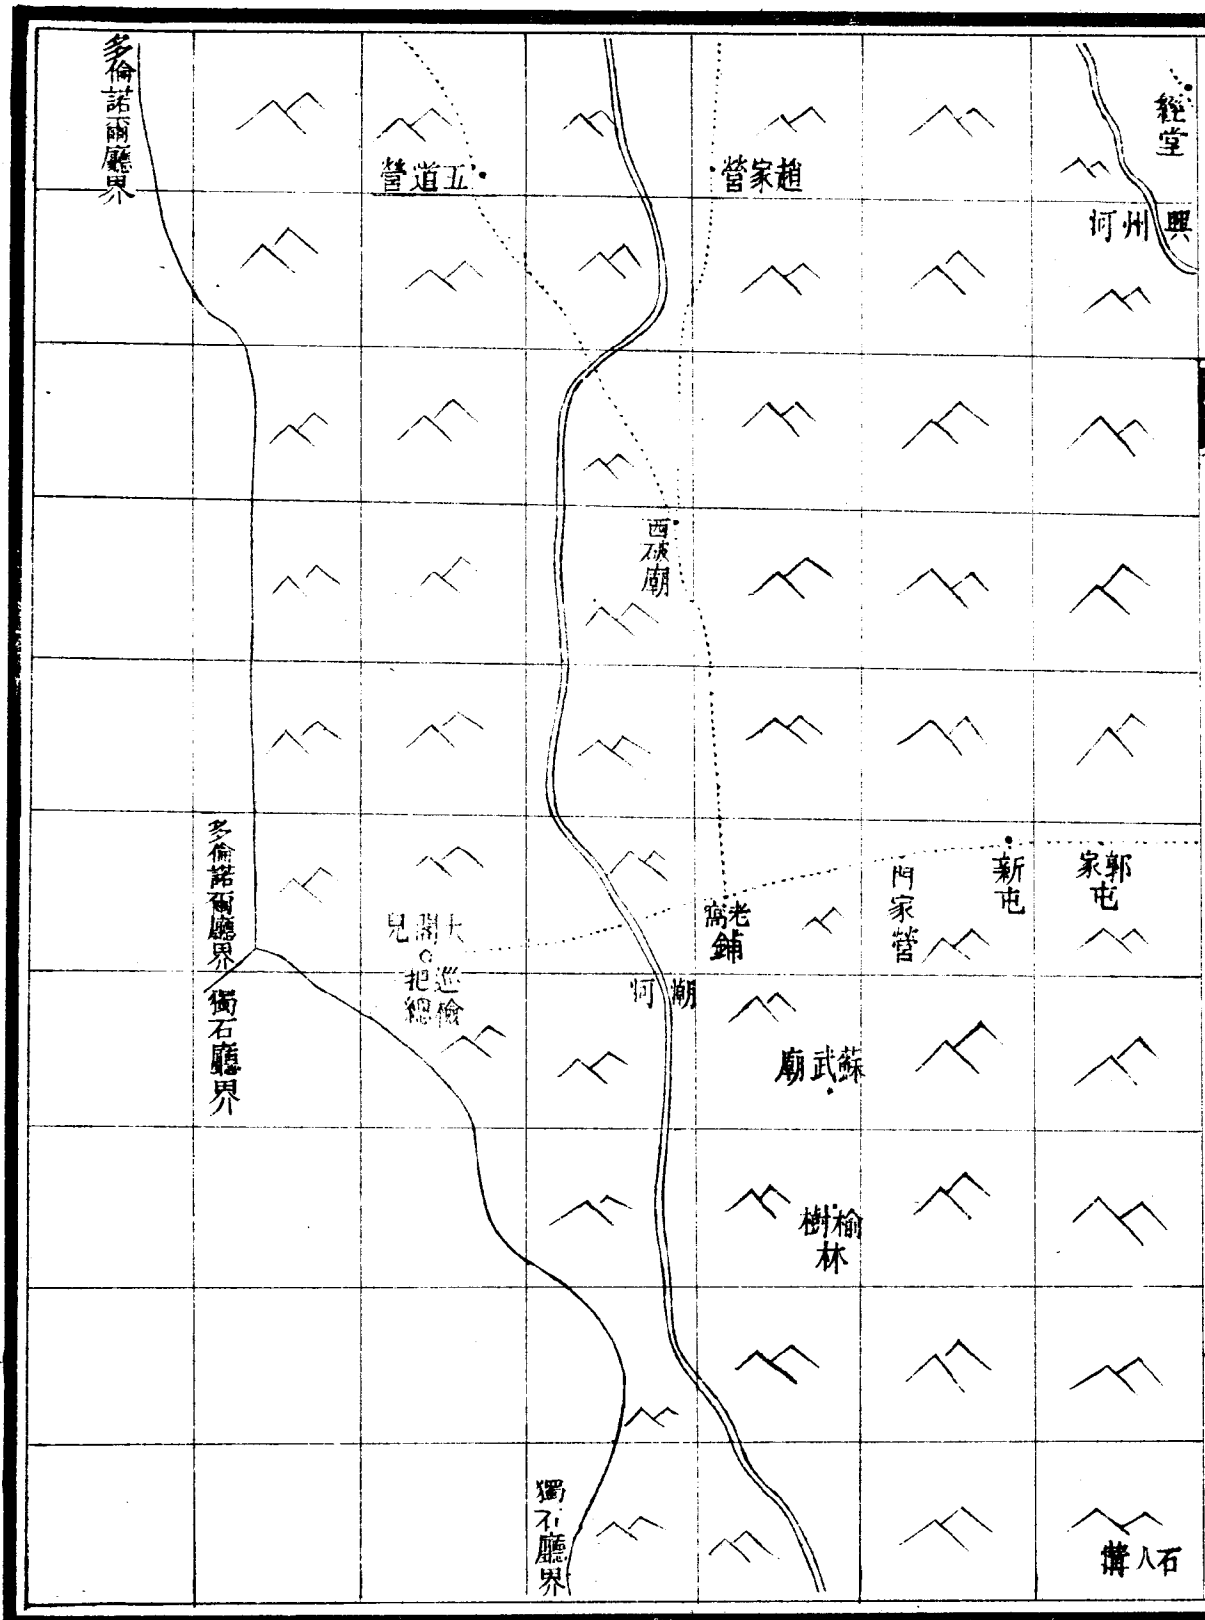 經堂
興州河
趙家營
五道營
多倫諾爾廳界
西破廟
郭家屯
新屯
門家營
老窩鋪
大閣兒
巡檢
把總
潮河
多倫諾爾廳界
獨石廳界
蘇武廟
榆樹林
石人溝
獨石廳界